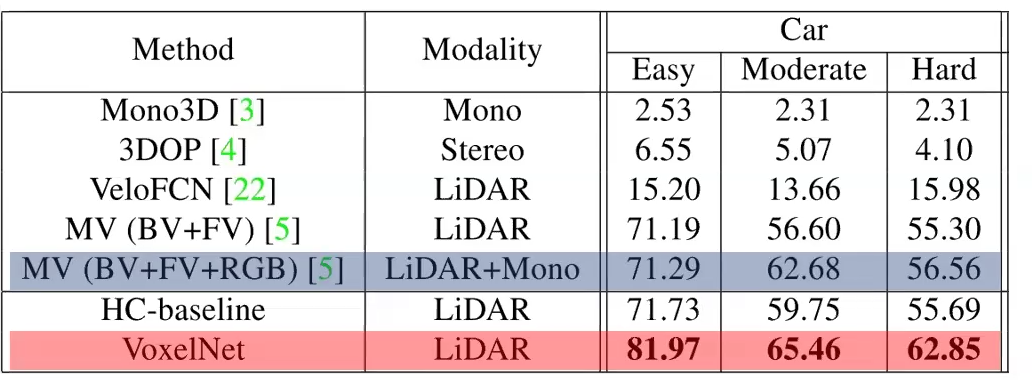 Method Modality Car
Easy Moderate Hard
Mono3D [3] Mono 2.53 2.31 2.31
3DOP [4] Stereo 6.55 5.07 4.10
VeloFCN [22] LiDAR 15.20 13.66 15.98
MV (BV+FV) [5] LiDAR 71.19 56.60 55.30
MV (BV+FV+RGB) [5] LiDAR+Mono 71.29 62.68 56.56
HC-baseline LiDAR 71.73 59.75 55.69
VoxelNet LiDAR 81.97 65.46 62.85